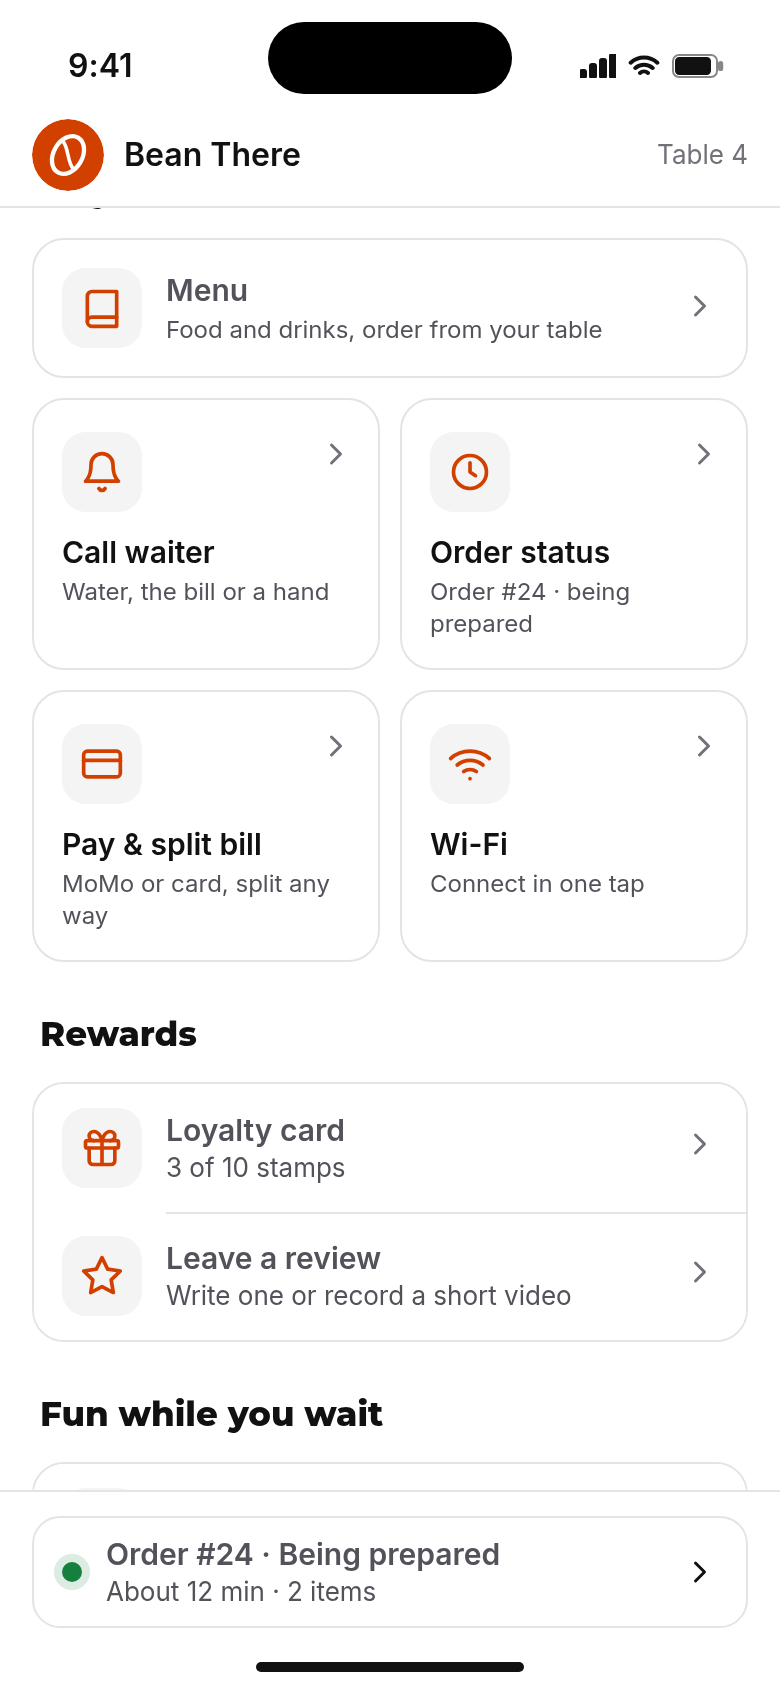 9:41
Bean There
Table 4
Menu
Food and drinks, order from your table
Call waiter
Water, the bill or a hand
Order status
Order #24 · being
prepared
Pay & split bill
MoMo or card, split any
way
Wi-Fi
Connect in one tap
Rewards
Loyalty card
3 of 10 stamps
Leave a review
Write one or record a short video
Fun while you wait
Order #24 · Being prepared
About 12 min · 2 items